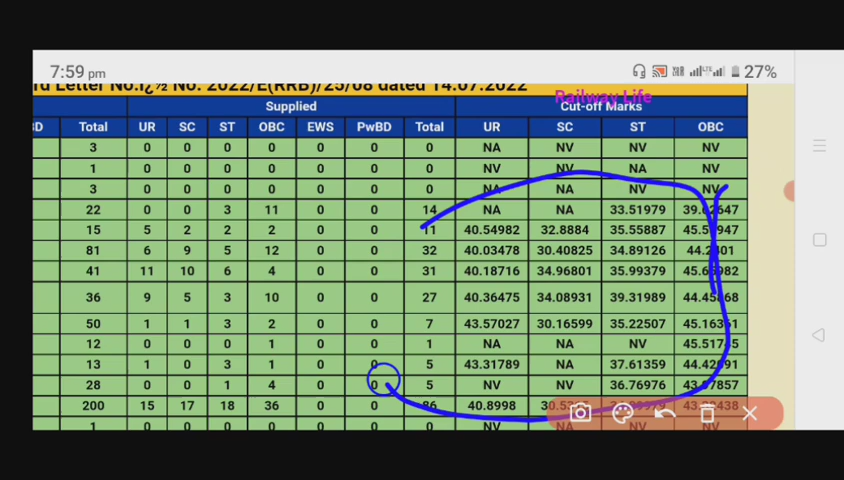 7:59 pm 27%
rd Letter No.ï¿½ No. 2022/E(RRB)/25/08 dated 14.07.2022
Railway Life
Supplied Cut-off Marks
BD Total UR SC ST OBC EWS PwBD Total UR SC ST OBC
3 0 0 0 0 0 0 0 NA NV NV NV
1 0 0 0 0 0 0 0 NV NV NA NV
3 0 0 0 0 0 0 0 NA NA NV NV
22 0 0 3 11 0 0 14 NA NA 33.51979
15 5 2 2 2 0 0 11 40.54982 32.8884 35.55887
81 6 9 5 12 0 0 32 40.03478 30.40825 34.89126
41 11 10 6 4 0 0 31 40.18716 34.96801 35.99379
36 9 5 3 10 0 0 27 40.36475 34.08931 39.31989
50 1 1 3 2 0 0 7 43.57027 30.16599 35.22507
12 0 0 0 1 0 0 1 NA NA NV
13 1 0 3 1 0 0 5 43.31789 NA 37.61359
28 0 0 1 4 0 0 5 NV NV 36.76976
200 15 17 18 36 0 0 86 40.8998
1 0 0 0 0 0 0 0 NV NA NV NV